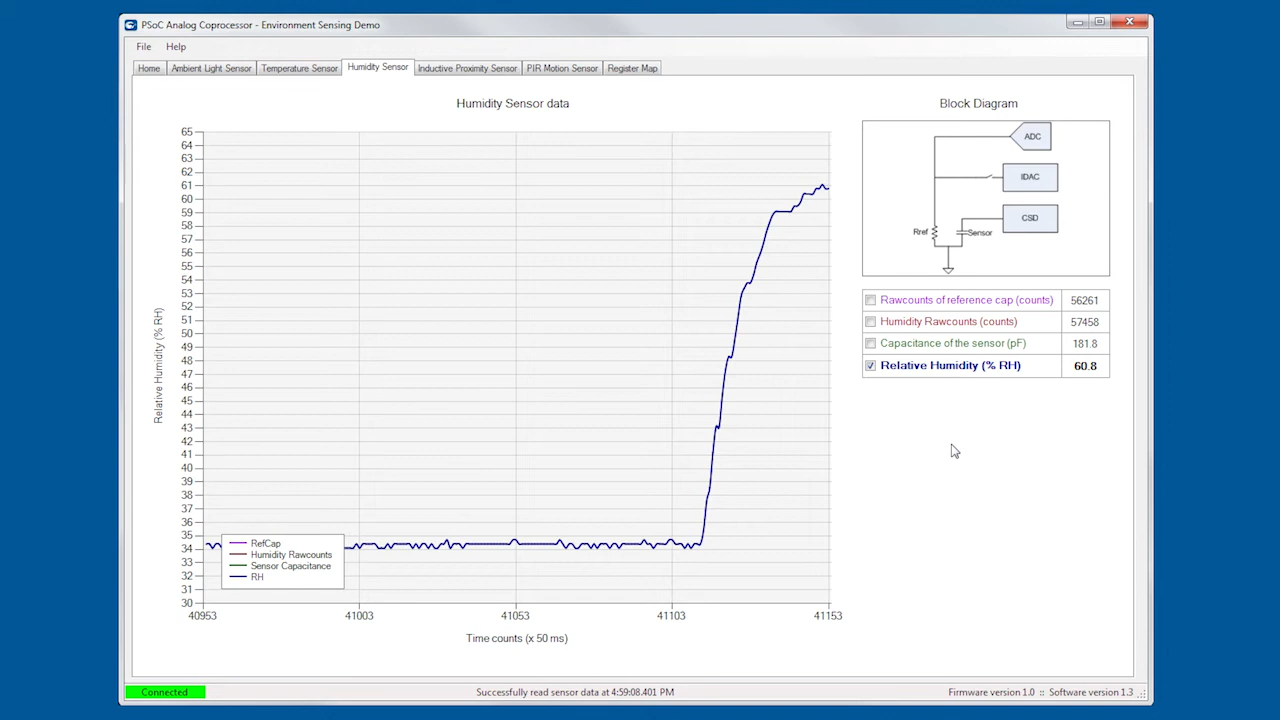 PSoC Analog Coprocessor - Environment Sensing Demo
File Help
Home Ambient Light Sensor Temperature Sensor Humidity Sensor Inductive Proximity Sensor PIR Motion Sensor Register Map
Humidity Sensor data
65
64
63
62
61
60
59
58
57
56
55
54
53
52
51
50
49
48
47
46
45
44
43
42
41
40
39
38
37
36
35
34
33
32
31
30
Relative Humidity (% RH)
RefCap
Humidity Rawcounts
Sensor Capacitance
RH
40953 41003 41053 41103 41153
Time counts (x 50 ms)
Block Diagram
ADC
IDAC
CSD
Rref
Sensor
Rawcounts of reference cap (counts) 56261
Humidity Rawcounts (counts) 57458
Capacitance of the sensor (pF) 181.8
Relative Humidity (% RH) 60.8
Connected
Successfully read sensor data at 4:59:08.401 PM
Firmware version 1.0 :: Software version 1.3